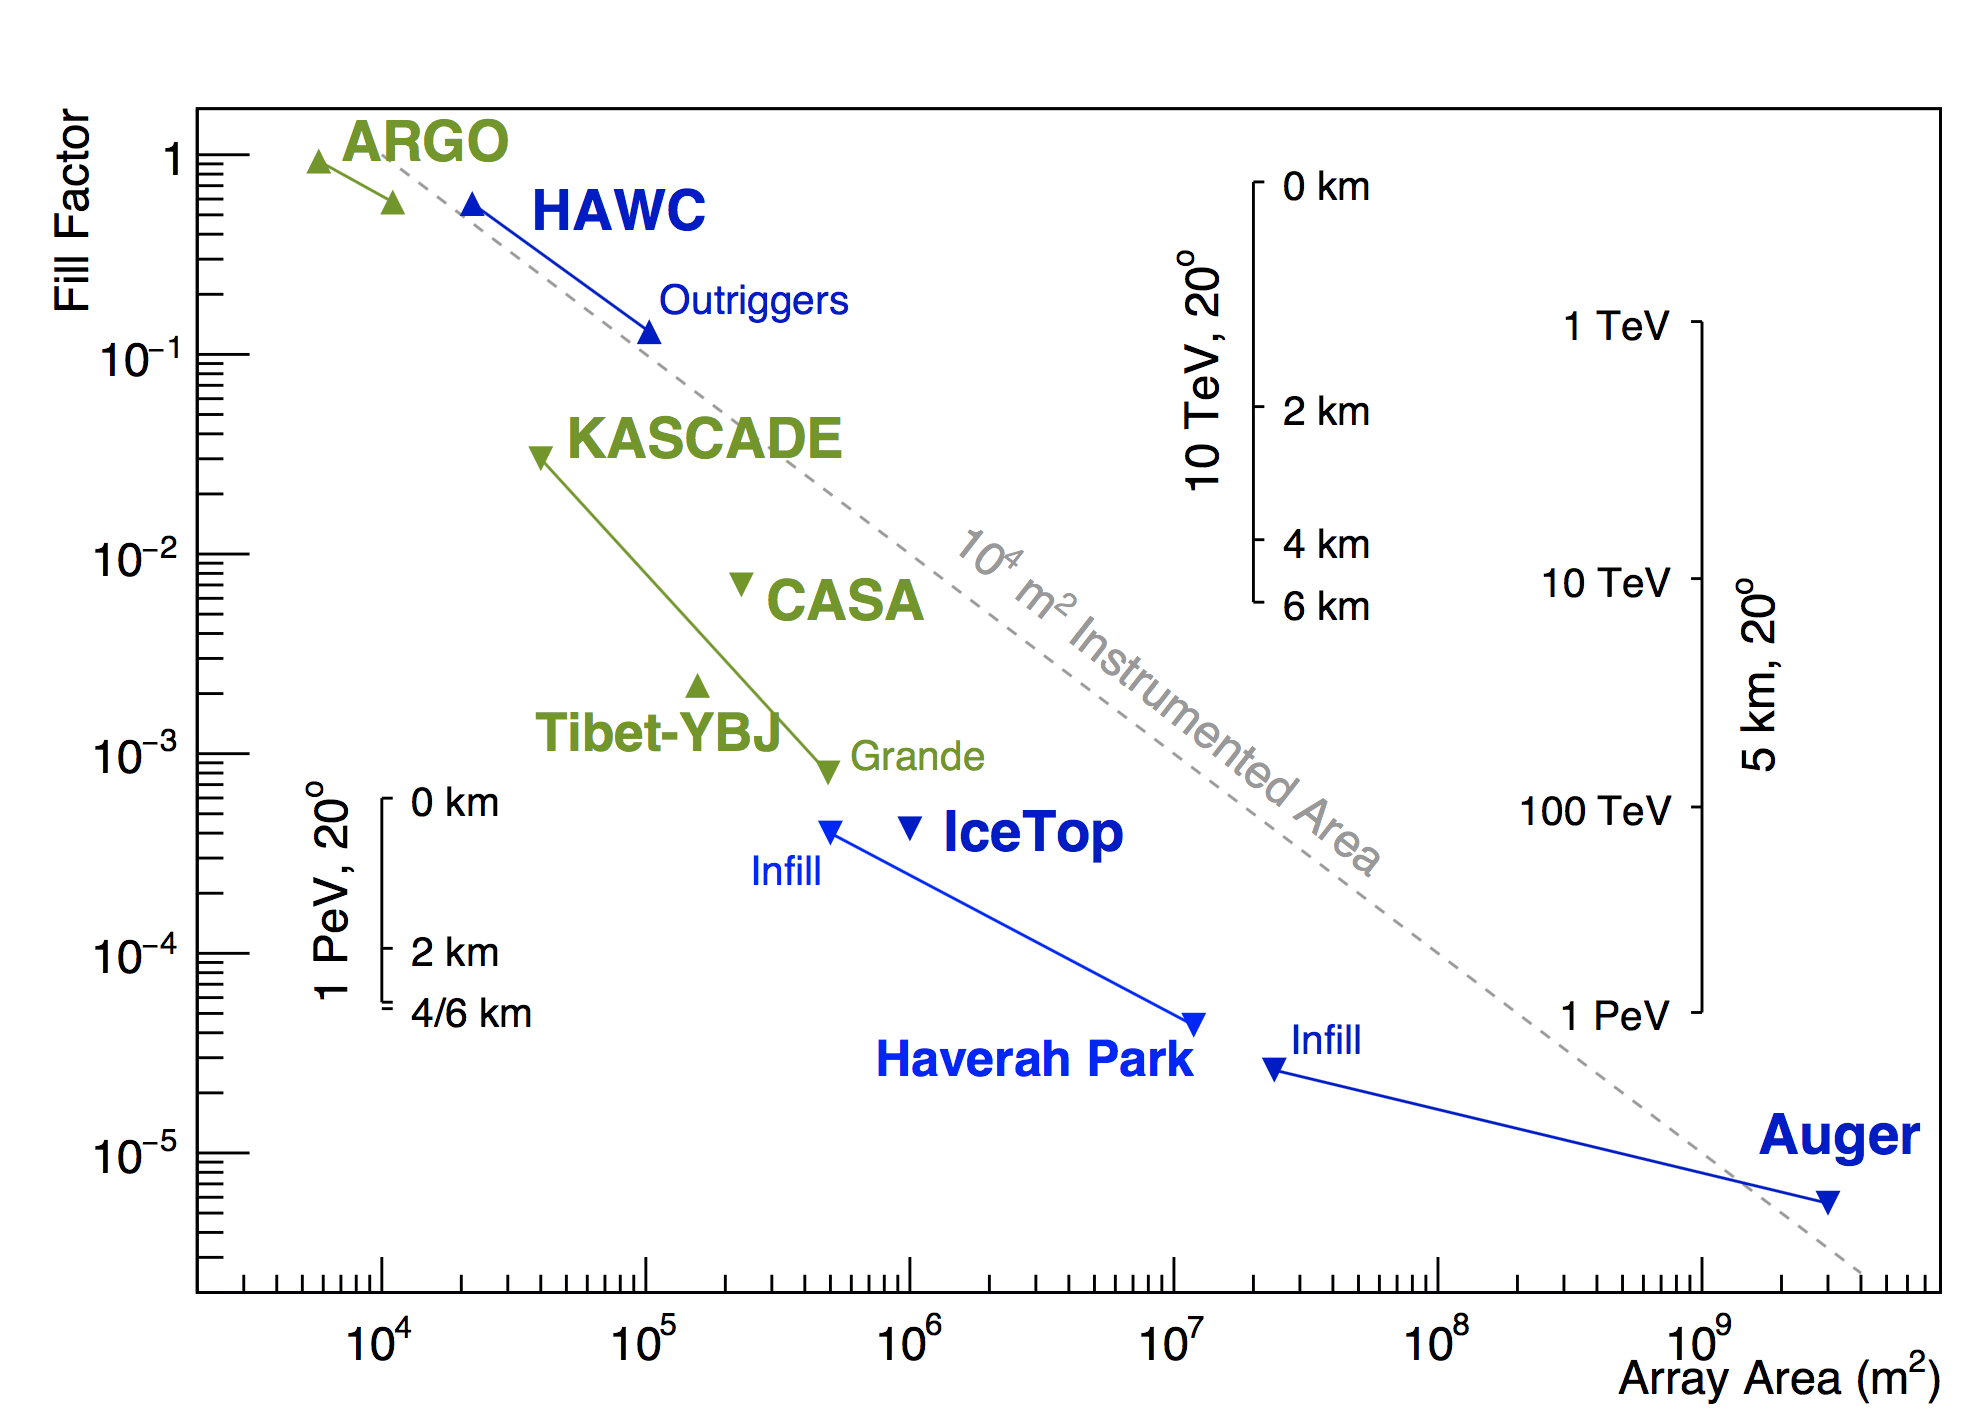 Fill Factor
1
10⁻¹
10⁻²
10⁻³
10⁻⁴
10⁻⁵
ARGO
HAWC
Outriggers
KASCADE
CASA
Tibet-YBJ
Grande
IceTop
Infill
Haverah Park
Infill
Auger
10⁴ m² Instrumented Area
10 TeV, 20°
0 km
2 km
4 km
6 km
1 TeV
10 TeV
100 TeV
1 PeV
5 km, 20°
1 PeV, 20°
0 km
2 km
4/6 km
10⁴
10⁵
10⁶
10⁷
10⁸
10⁹
Array Area (m²)